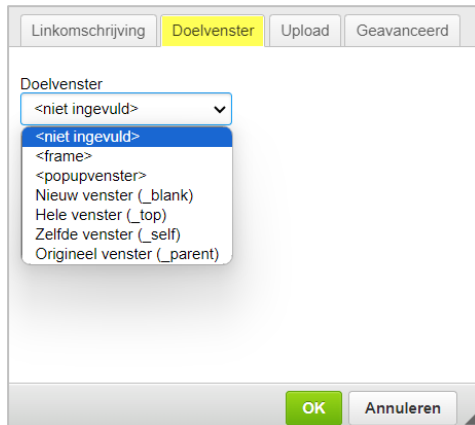 Linkomschrijving Doelvenster Upload Geavanceerd
Doelvenster
<niet ingevuld>
<niet ingevuld>
<frame>
<popupvenster>
Nieuw venster (_blank)
Hele venster (_top)
Zelfde venster (_self)
Origineel venster (_parent)
OK Annuleren